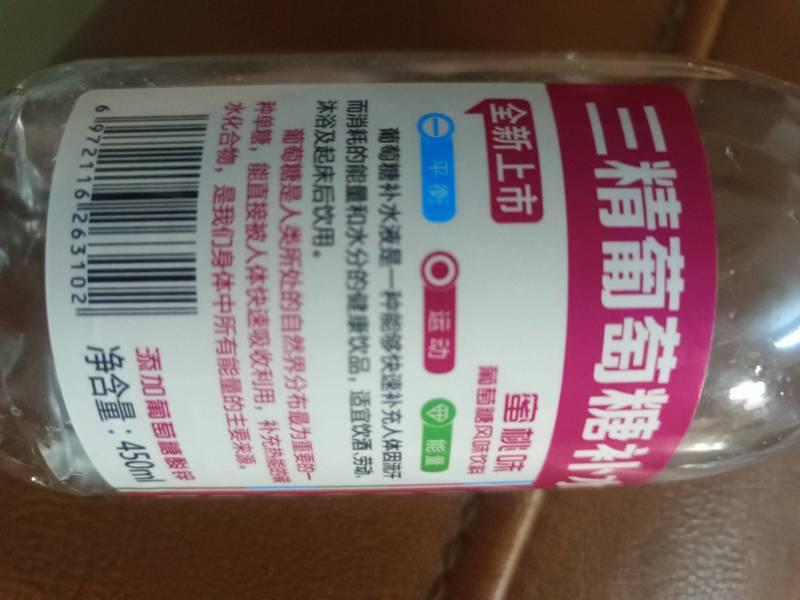 三精葡萄糖补水
全新上市
蜜桃味
葡萄糖风味饮料
平衡
运动
能量
葡萄糖补水液是一种能够快速补充人体因流汗
而消耗的能量和水分的健康饮品，适宜饮酒、劳动、
沐浴及起床后饮用。
葡萄糖是人类所处的自然界分布最为重要的一
种单糖，能直接被人体快速吸收利用，补充热能的碳
水化合物，是我们身体中所有能量的主要来源。
添加葡萄糖酸锌
净含量：450ml
6 972116 263102